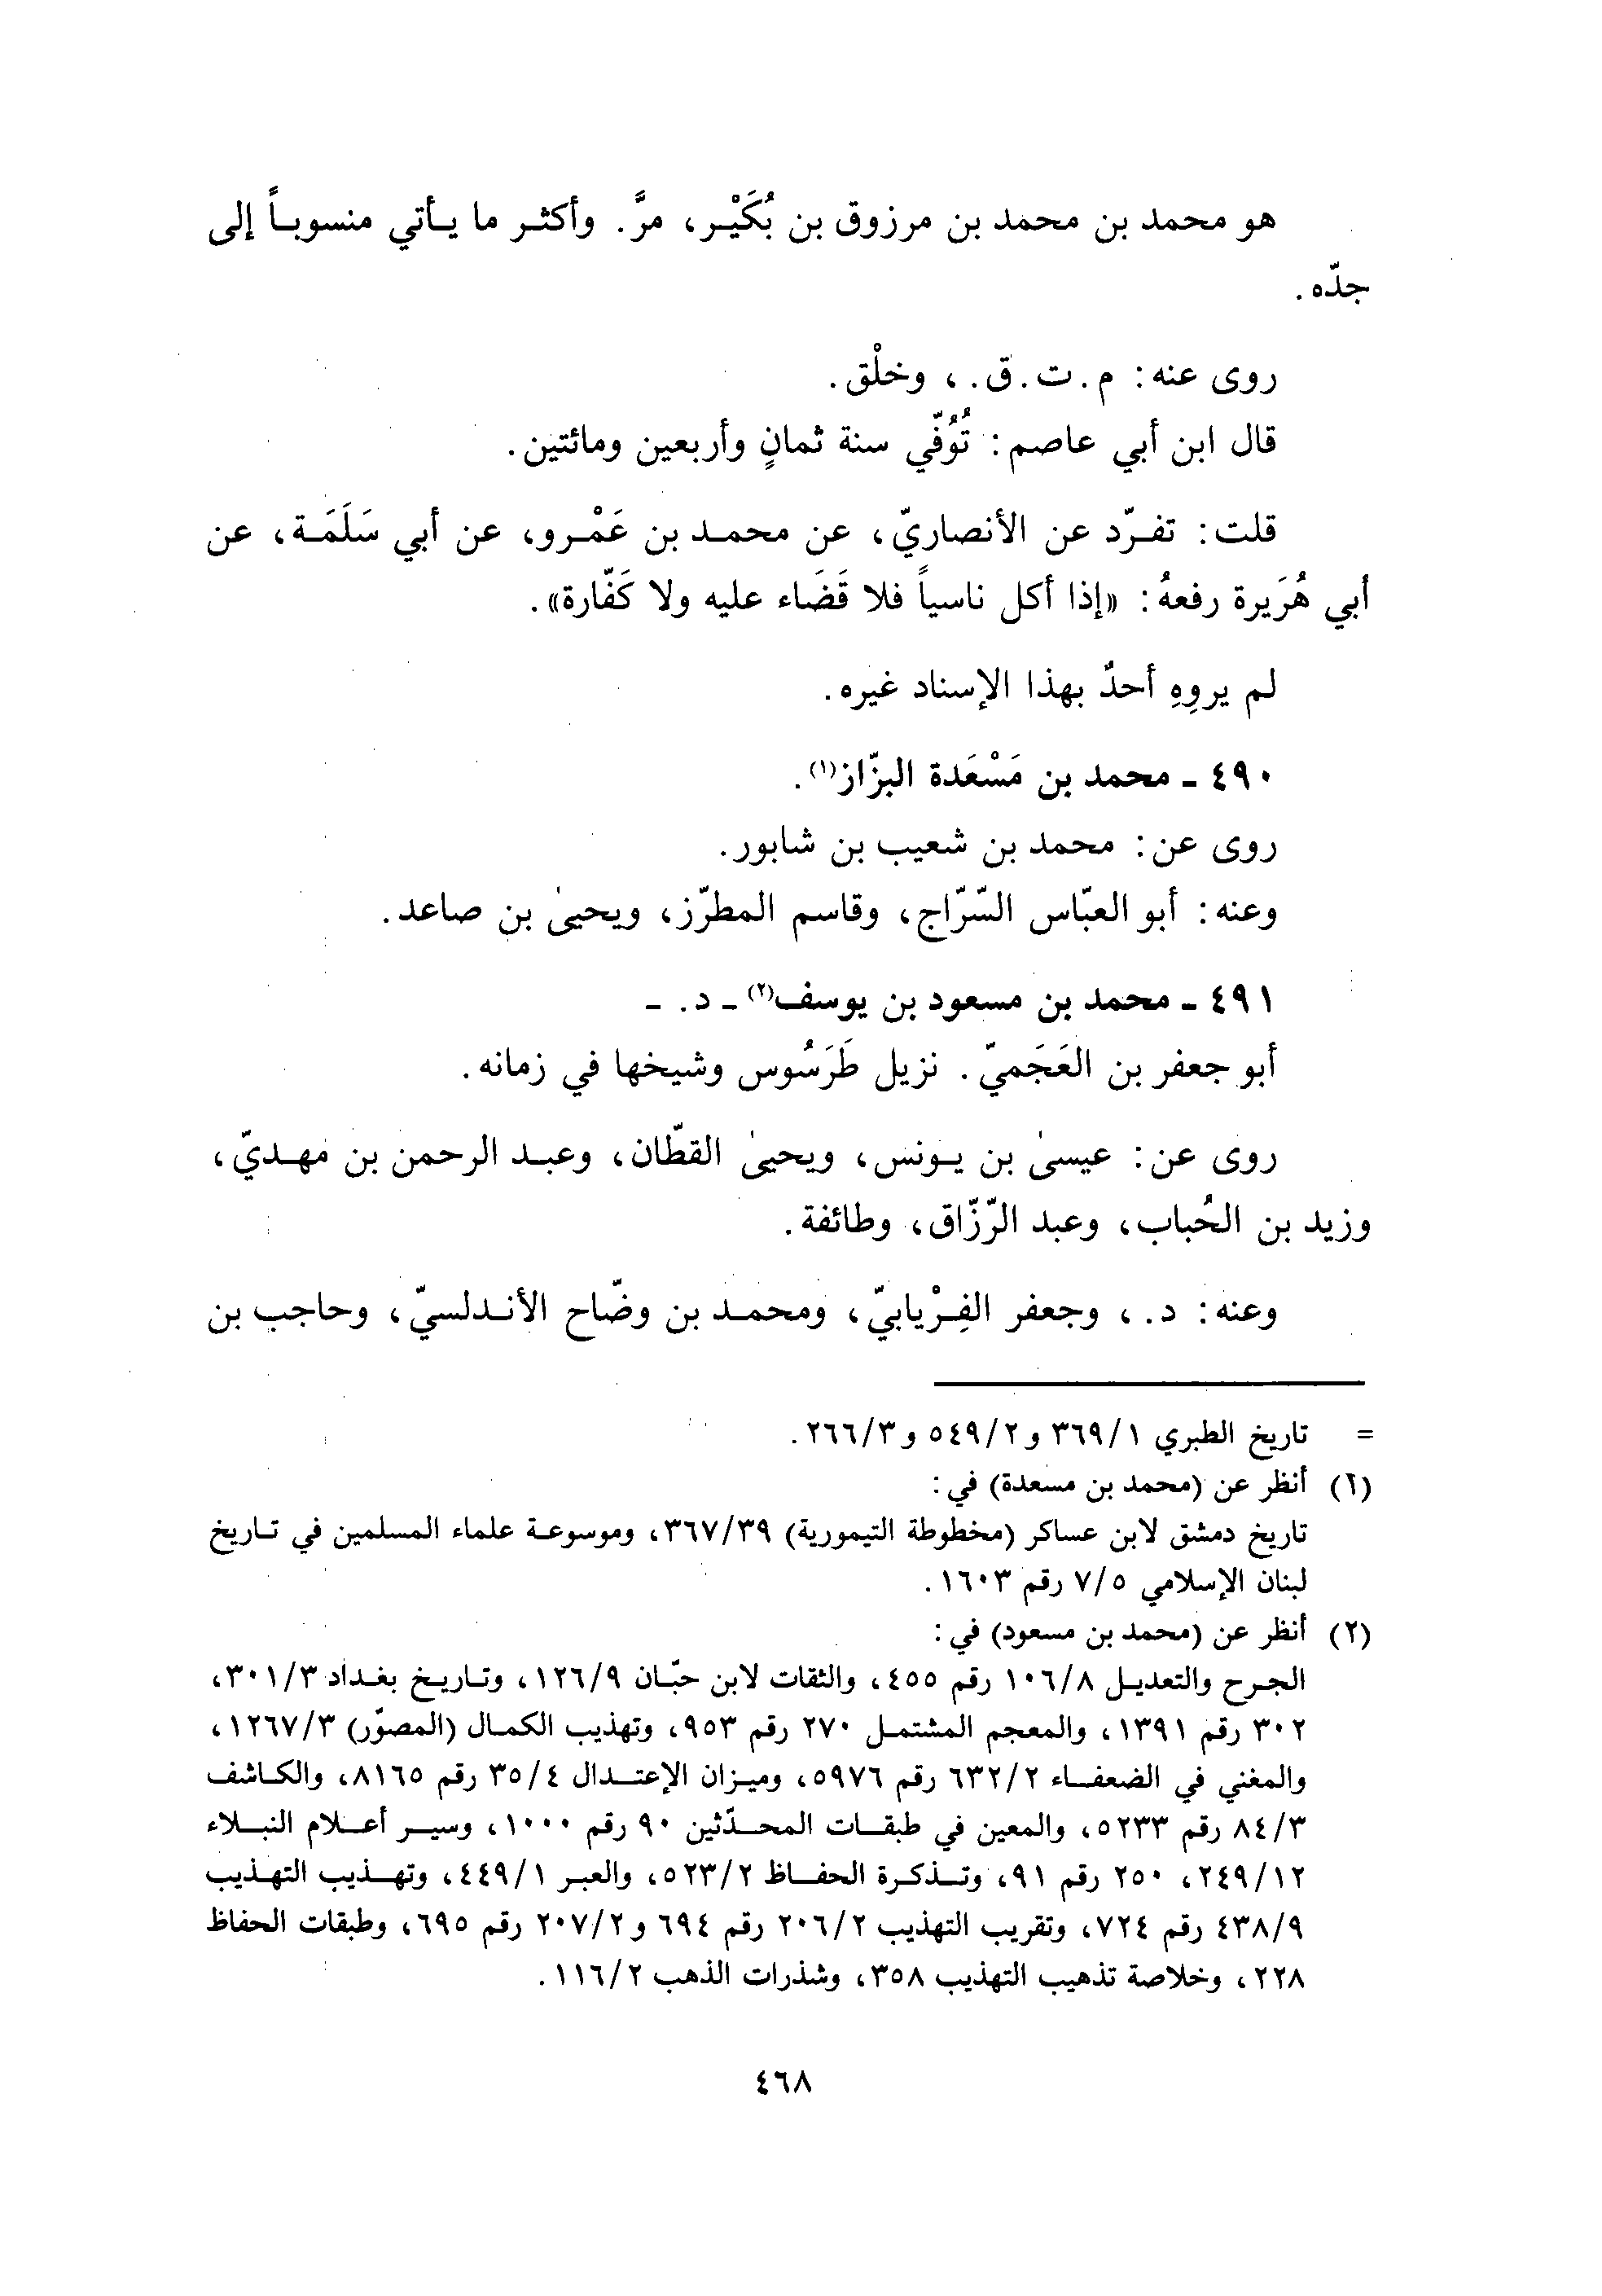 هو محمد بن محمد بن مرزوق بن بُكَيْـر، مرَّ. وأكثـر ما يـأتي منسوبـاً إلى
جدّه.
روى عنه: م. ت. ق.، وخلْق.
قال ابن أبي عاصم: تُوُفّي سنة ثمانٍ وأربعين ومائتين.
قلت: تفـرّد عن الأنصاريّ، عن محمـد بن عَمْـرو، عن أبي سَلَمَـة، عن
أبي هُرَيرة رفعهُ: «إذا أكل ناسياً فلا قَضَاء عليه ولا كَفّارة».
لم يروِهِ أحدٌ بهذا الإسناد غيره.
٤٩٠ ـ محمد بن مَسْعَدة البزّاز(١).
روى عن: محمد بن شعيب بن شابور.
وعنه: أبو العبّاس السّرّاج، وقاسم المطرّز، ويحيىٰ بن صاعد.
٤٩١ ـ محمد بن مسعود بن يوسف(٢) ـ د. ـ
أبو جعفر بن العَجَميّ. نزيل طَرَسُوس وشيخها في زمانه.
روى عن: عيسىٰ بن يـونس، ويحيىٰ القطّان، وعبـد الرحمن بن مهـديّ،
وزيد بن الحُباب، وعبد الرّزّاق، وطائفة.
وعنه: د.، وجعفر الفِـرْيابيّ، ومحمـد بن وضّاح الأنـدلسيّ، وحاجب بن
= تاريخ الطبري ٣٦٩/١ و٥٤٩/٢ و٢٦٦/٣.
(١) أنظر عن (محمد بن مسعدة) في:
تاريخ دمشق لابن عساكر (مخطوطة التيمورية) ٣٦٧/٣٩، وموسوعـة علماء المسلمين في تـاريخ
لبنان الإسلامي ٧/٥ رقم ١٦٠٣.
(٢) أنظر عن (محمد بن مسعود) في:
الجـرح والتعديـل ١٠٦/٨ رقم ٤٥٥، والثقات لابن حبّـان ١٢٦/٩، وتـاريـخ بغـداد ٣٠١/٣،
٣٠٢ رقم ١٣٩١، والمعجم المشتمـل ٢٧٠ رقم ٩٥٣، وتهذيب الكمـال (المصوّر) ١٢٦٧/٣،
والمغني في الضعفـاء ٦٣٢/٢ رقم ٥٩٧٦، وميـزان الإعتـدال ٣٥/٤ رقم ٨١٦٥، والكـاشف
٨٤/٣ رقم ٥٢٣٣، والمعين في طبقـات المحـدّثين ٩٠ رقم ١٠٠٠، وسيـر أعـلام النبـلاء
٢٤٩/١٢، ٢٥٠ رقم ٩١، وتـذكـرة الحفـاظ ٥٢٣/٢، والعبـر ٤٤٩/١، وتهـذيب التهـذيب
٤٣٨/٩ رقم ٧٢٤، وتقريب التهذيب ٢٠٦/٢ رقم ٦٩٤ و٢٠٧/٢ رقم ٦٩٥، وطبقات الحفاظ
٢٢٨، وخلاصة تذهيب التهذيب ٣٥٨، وشذرات الذهب ١١٦/٢.
٤٦٨